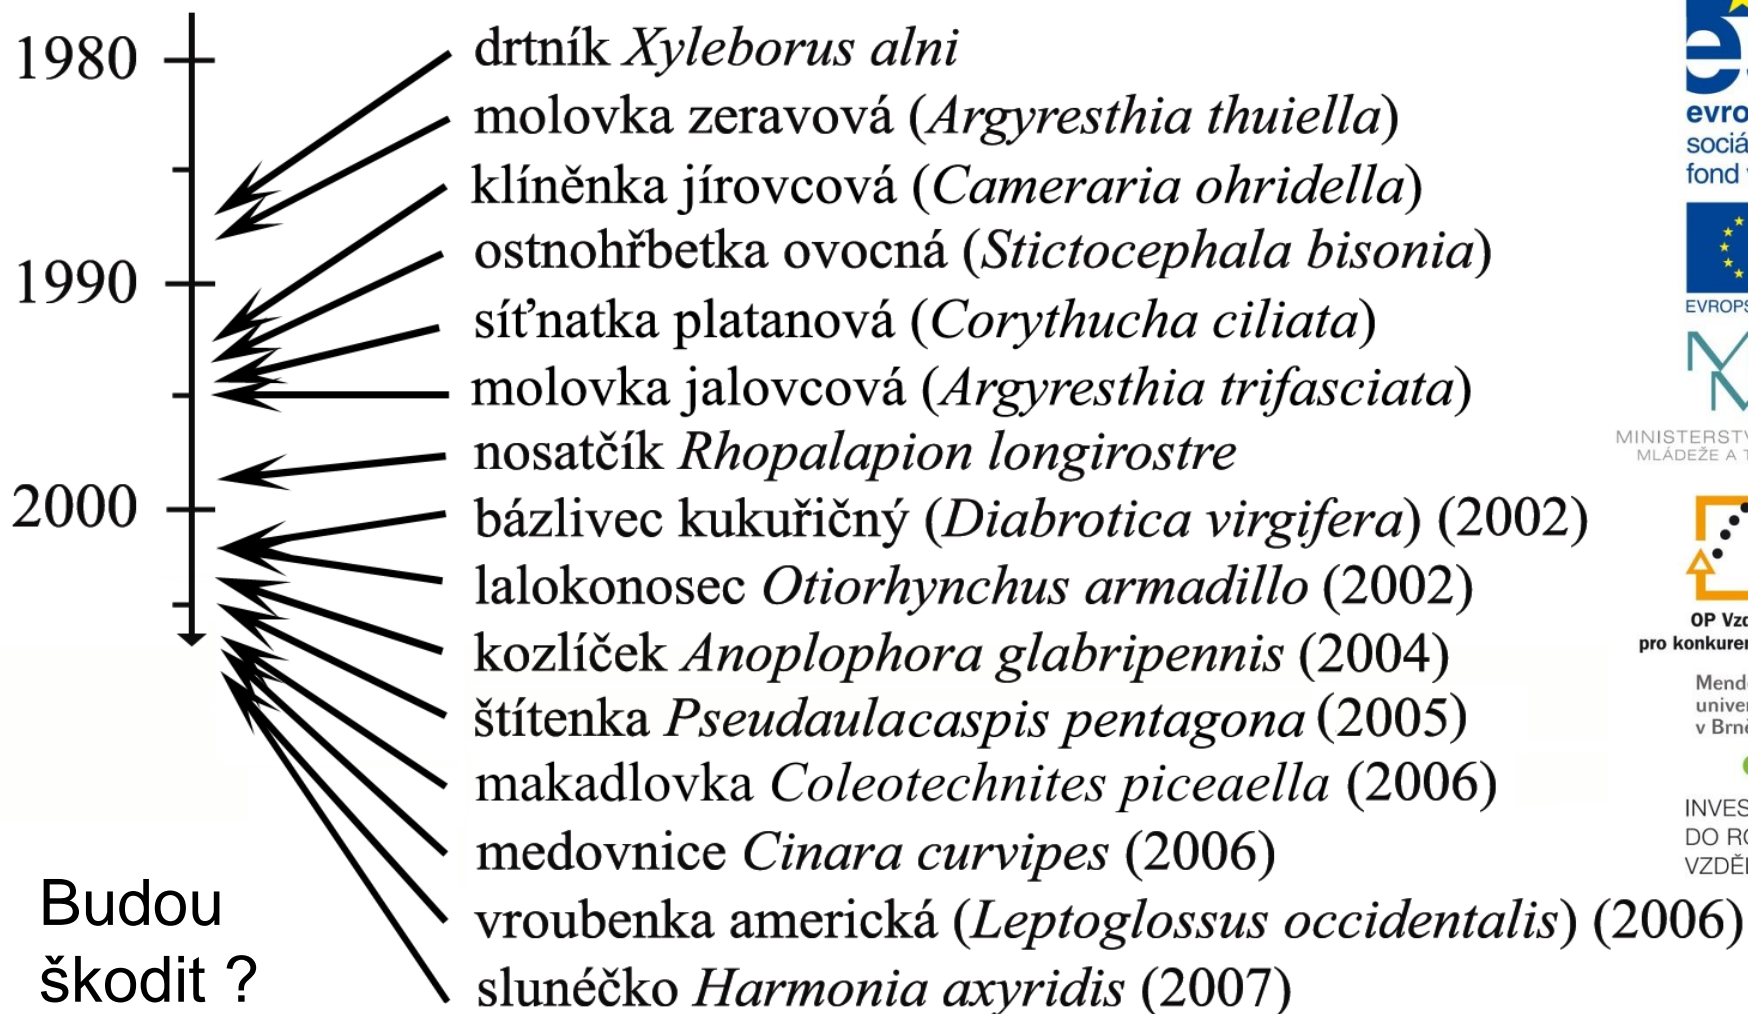 1980
1990
2000
drtník Xyleborus alni
molovka zeravová (Argyresthia thuiella)
klíněnka jírovcová (Cameraria ohridella)
ostnohřbetka ovocná (Stictocephala bisonia)
síťnatka platanová (Corythucha ciliata)
molovka jalovcová (Argyresthia trifasciata)
nosatčík Rhopalapion longirostre
bázlivec kukuřičný (Diabrotica virgifera) (2002)
lalokonosec Otiorhynchus armadillo (2002)
kozlíček Anoplophora glabripennis (2004)
štítenka Pseudaulacaspis pentagona (2005)
makadlovka Coleotechnites piceaella (2006)
medovnice Cinara curvipes (2006)
vroubenka americká (Leptoglossus occidentalis) (2006)
slunéčko Harmonia axyridis (2007)
Budou
škodit ?
fond
MLÁDEŽE A
OP
pro
v
DO